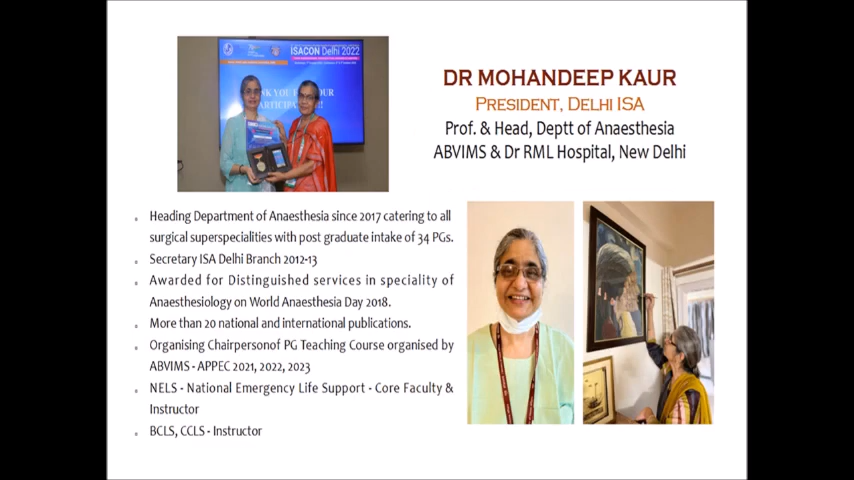 ISACON Delhi 2022
DR MOHANDEEP KAUR
PRESIDENT, DELHI ISA
Prof. & Head, Deptt of Anaesthesia
ABVIMS & Dr RML Hospital, New Delhi
• Heading Department of Anaesthesia since 2017 catering to all
surgical superspecialities with post graduate intake of 34 PGs.
• Secretary ISA Delhi Branch 2012-13
• Awarded for Distinguished services in speciality of
Anaesthesiology on World Anaesthesia Day 2018.
• More than 20 national and international publications.
• Organising Chairpersonof PG Teaching Course organised by
ABVIMS - APPEC 2021, 2022, 2023
• NELS - National Emergency Life Support - Core Faculty &
Instructor
• BCLS, CCLS - Instructor